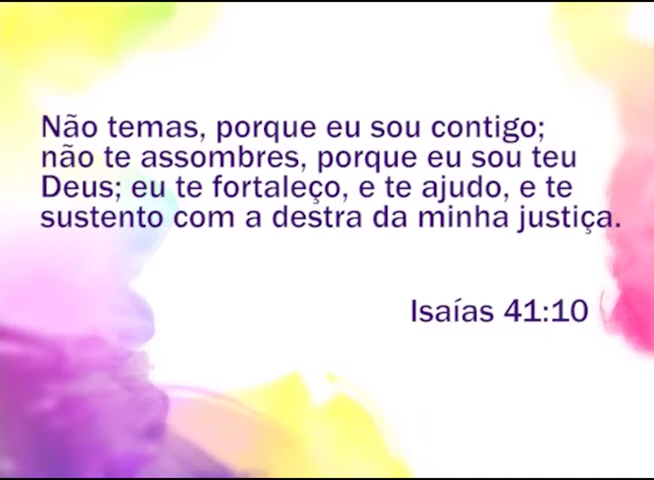 Não temas, porque eu sou contigo;
não te assombres, porque eu sou teu
Deus; eu te fortaleço, e te ajudo, e te
sustento com a destra da minha justiça.
Isaías 41:10